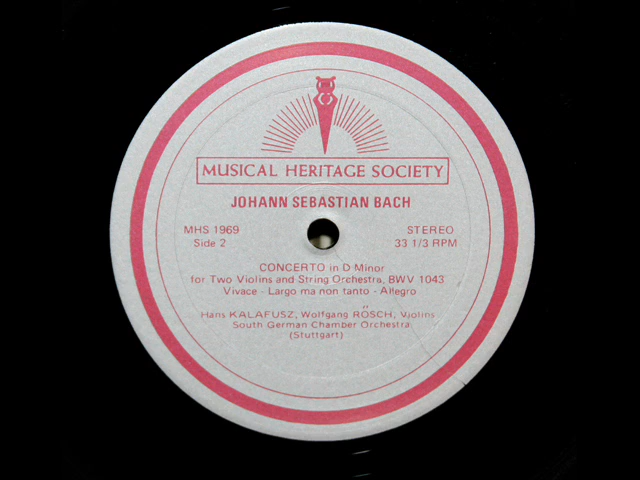 MUSICAL HERITAGE SOCIETY
JOHANN SEBASTIAN BACH
MHS 1969 STEREO
Side 2 33 1/3 RPM
CONCERTO in D Minor
for Two Violins and String Orchestra, BWV 1043
Vivace - Largo ma non tanto - Allegro
Hans KALAFUSZ, Wolfgang RÖSCH, Violins
South German Chamber Orchestra
(Stuttgart)